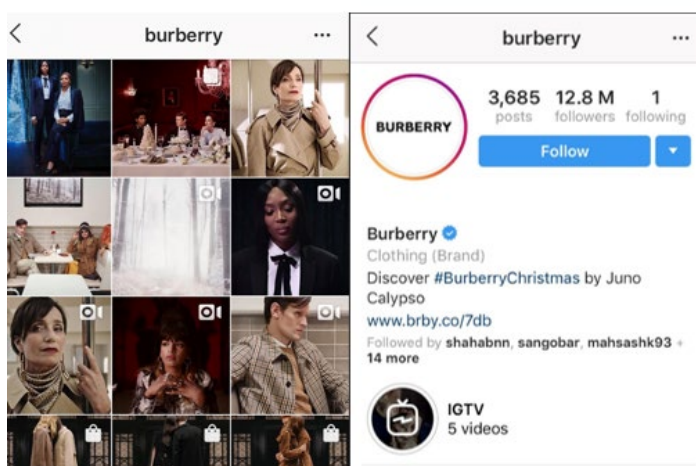 burberry
burberry
BURBERRY
3,685 12.8 M 1
posts followers following
Follow
Burberry
Clothing (Brand)
Discover #BurberryChristmas by Juno
Calypso
www.brby.co/7db
Followed by shahabnn, sangobar, mahsashk93 +
14 more
IGTV
5 videos